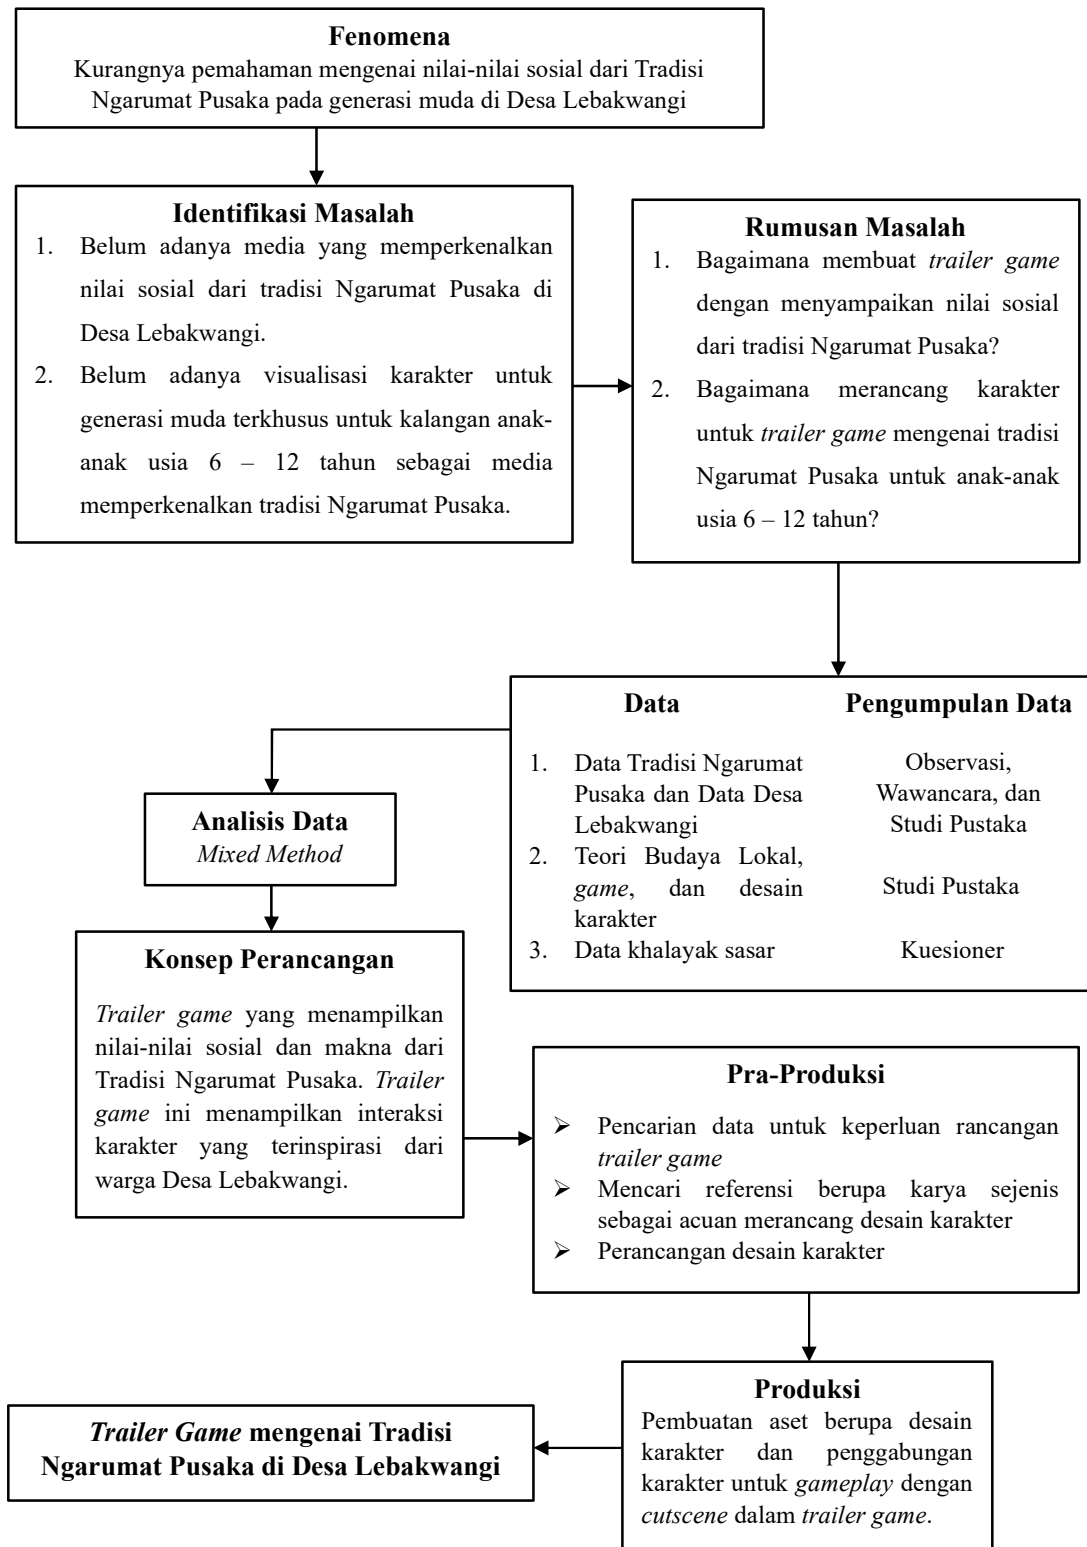 Fenomena
Kurangnya pemahaman mengenai nilai-nilai sosial dari Tradisi
Ngarumat Pusaka pada generasi muda di Desa Lebakwangi
Identifikasi Masalah
1. Belum adanya media yang memperkenalkan
nilai sosial dari tradisi Ngarumat Pusaka di
Desa Lebakwangi.
2. Belum adanya visualisasi karakter untuk
generasi muda terkhusus untuk kalangan anak-
anak usia 6 – 12 tahun sebagai media
memperkenalkan tradisi Ngarumat Pusaka.
Rumusan Masalah
1. Bagaimana membuat trailer game
dengan menyampaikan nilai sosial
dari tradisi Ngarumat Pusaka?
2. Bagaimana merancang karakter
untuk trailer game mengenai tradisi
Ngarumat Pusaka untuk anak-anak
usia 6 – 12 tahun?
Data
1. Data Tradisi Ngarumat
Pusaka dan Data Desa
Lebakwangi
2. Teori Budaya Lokal,
game, dan desain
karakter
3. Data khalayak sasar
Pengumpulan Data
Observasi,
Wawancara, dan
Studi Pustaka
Studi Pustaka
Kuesioner
Analisis Data
Mixed Method
Konsep Perancangan
Trailer game yang menampilkan
nilai-nilai sosial dan makna dari
Tradisi Ngarumat Pusaka. Trailer
game ini menampilkan interaksi
karakter yang terinspirasi dari
warga Desa Lebakwangi.
Pra-Produksi
➢ Pencarian data untuk keperluan rancangan
trailer game
➢ Mencari referensi berupa karya sejenis
sebagai acuan merancang desain karakter
➢ Perancangan desain karakter
Produksi
Pembuatan aset berupa desain
karakter dan penggabungan
karakter untuk gameplay dengan
cutscene dalam trailer game.
Trailer Game mengenai Tradisi
Ngarumat Pusaka di Desa Lebakwangi